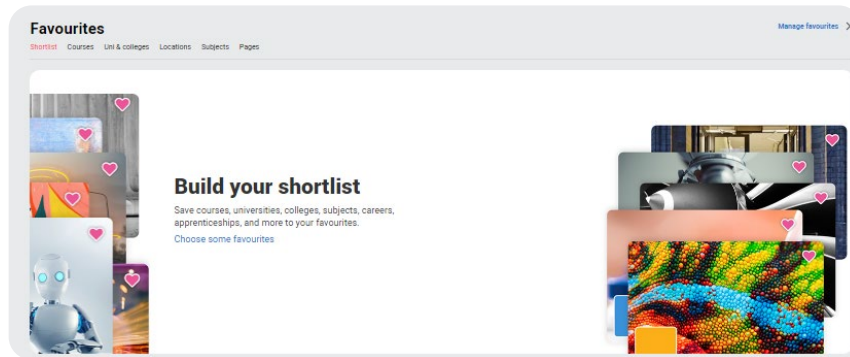 Favourites
Manage favourites
Shortlist Courses Uni & colleges Locations Subjects Pages
Build your shortlist
Save courses, universities, colleges, subjects, careers,
apprenticeships, and more to your favourites.
Choose some favourites